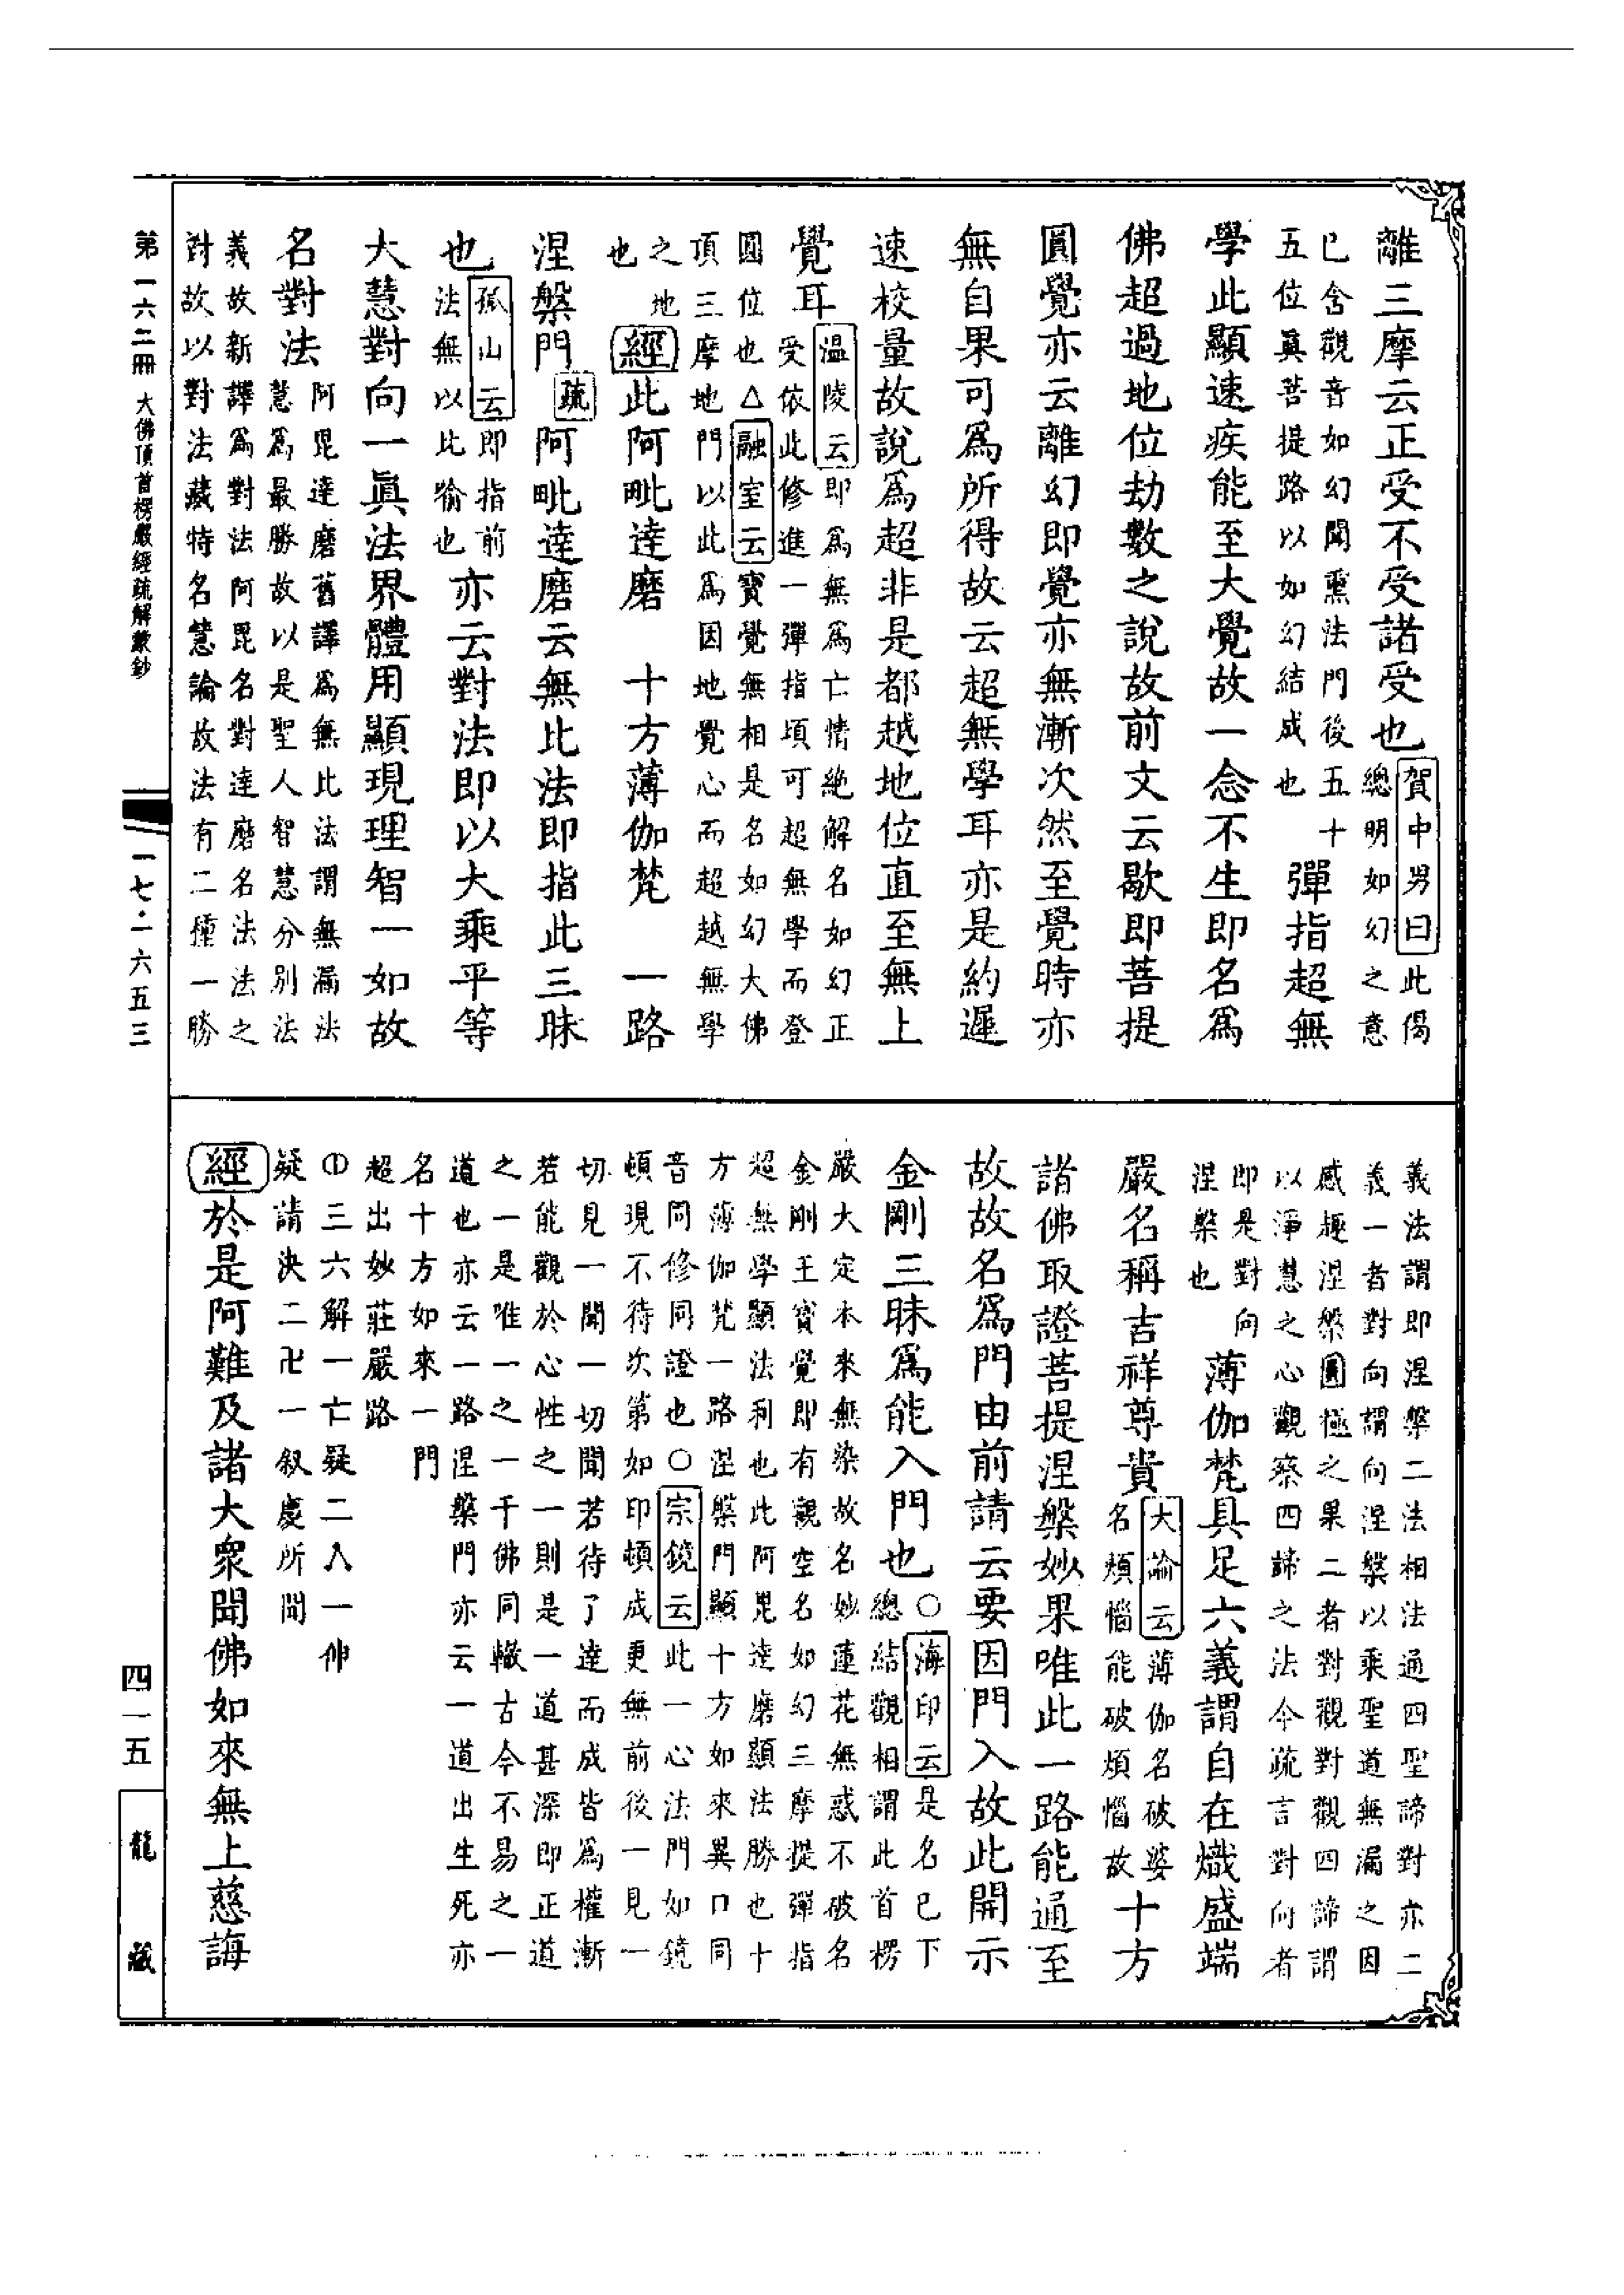 離三摩云正受不受諸受也賀中男曰此偈
總明如幻之意
已含觀音如幻聞熏法門後五十
五位真菩提路以如幻結成也
彈指超無
學此顯速疾能至大覺故一念不生即名爲
佛超過地位劫數之說故前文云歇即菩提
圓覺亦云離幻即覺亦無漸次然至覺時亦
無自果可爲所得故云超無學耳亦是約遲
速校量故說爲超非是都越地位直至無上
覺耳
温陵云即爲無爲亡情絶解名如幻正
受依此修進一彈指頃可超無學而登
圓位也△融室云寶覺無相是名如幻大佛
頂三摩地門以此爲因地覺心而超越無學
之地
也
經此阿毗達磨 十方薄伽梵 一路
涅槃門
疏阿毗達磨云無比法即指此三昧
也
孤山云即指前
法無以比喻也
亦云對法即以大乘平等
大慧對向一眞法界體用顯現理智一如故
名對法
阿毘達磨舊譯爲無比法謂無漏法
慧爲最勝故以是聖人智慧分別法
義故新譯爲對法阿毘名對達磨名法法之
對故以對法藏特名慧論故法有二種一勝
義法謂即涅槃二法相法通四聖諦對亦二
義一者對向謂向涅槃以乘聖道無漏之因
感趣涅槃圓極之果二者對觀對觀四諦謂
以淨慧之心觀察四諦之法今疏言對向者
即是對向
涅槃也
薄伽梵具足六義謂自在熾盛端
嚴名稱吉祥尊貴
大論云薄伽名破婆
名煩惱能破煩惱故
十方
諸佛取證菩提涅槃妙果唯此一路能通至
故故名爲門由前請云要因門入故此開示
金剛三昧爲能入門也
○海印云是名已下
總結觀相謂此首楞
嚴大定本來無染故名妙蓮花無惑不破名
金剛王寶覺即有觀空名如幻三摩提彈指
超無學顯法利也此阿毘達磨顯法勝也十
方薄伽梵一路涅槃門顯十方如來異口同
音同修同證也○宗鏡云此一心法門如鏡
頓現不待次第如印頓成更無前後一見一
切見一聞一切聞若待了達而成皆爲權漸
若能觀於心性之一則是一道甚深即正道
之一是唯一之一千佛同轍古今不易之一
道也亦云一路涅槃門亦云一道出生死亦
名十方如來一門
超出妙莊嚴路
①三六解一亡疑二入一伸
疑請決二卍一叙慶所聞
經於是阿難及諸大衆聞佛如來無上慈誨
第一六二冊 大佛頂首楞嚴經疏解蒙鈔
一七·一六五三
四一五
龍藏